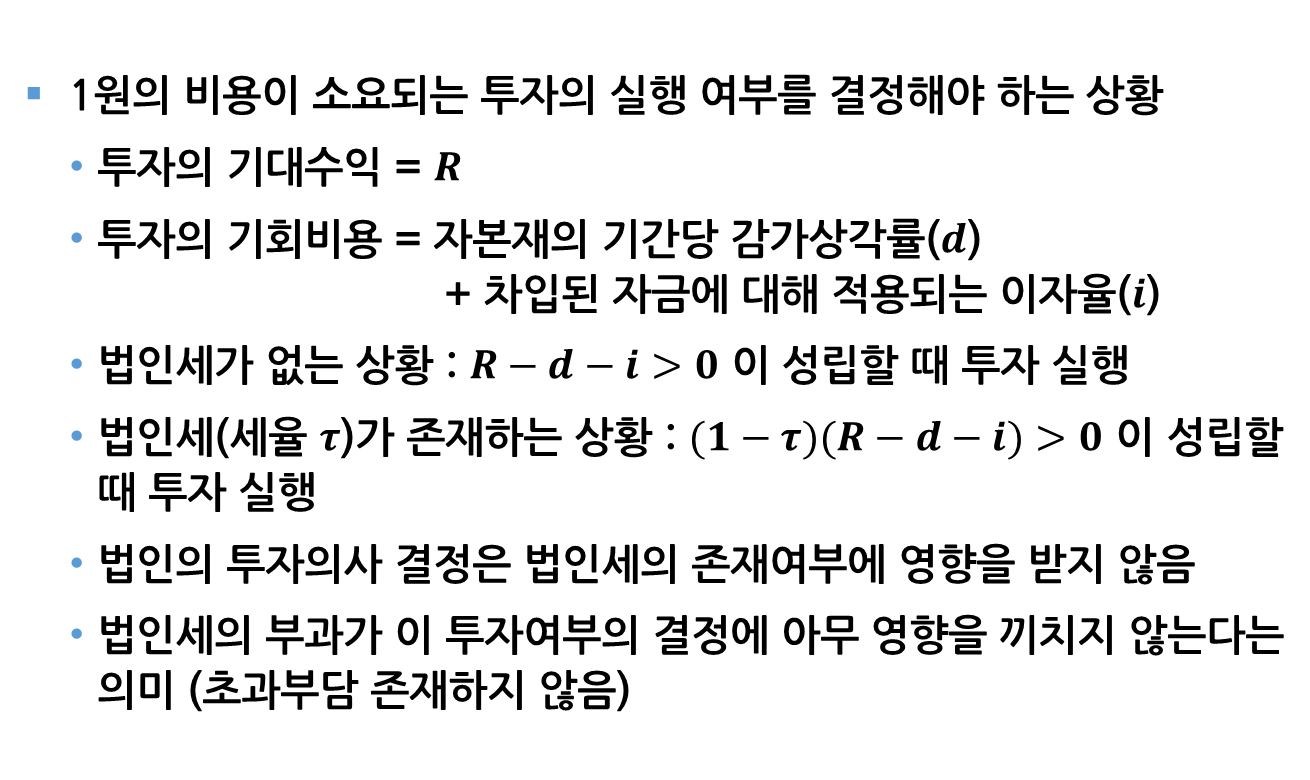 ▪ 1원의 비용이 소요되는 투자의 실행 여부를 결정해야 하는 상황
• 투자의 기대수익 = R
• 투자의 기회비용 = 자본재의 기간당 감가상각률(d)
+ 차입된 자금에 대해 적용되는 이자율(i)
• 법인세가 없는 상황 : R − d − i > 0 이 성립할 때 투자 실행
• 법인세(세율 τ)가 존재하는 상황 : (1 − τ)(R − d − i) > 0 이 성립할
때 투자 실행
• 법인의 투자의사 결정은 법인세의 존재여부에 영향을 받지 않음
• 법인세의 부과가 이 투자여부의 결정에 아무 영향을 끼치지 않는다는
의미 (초과부담 존재하지 않음)